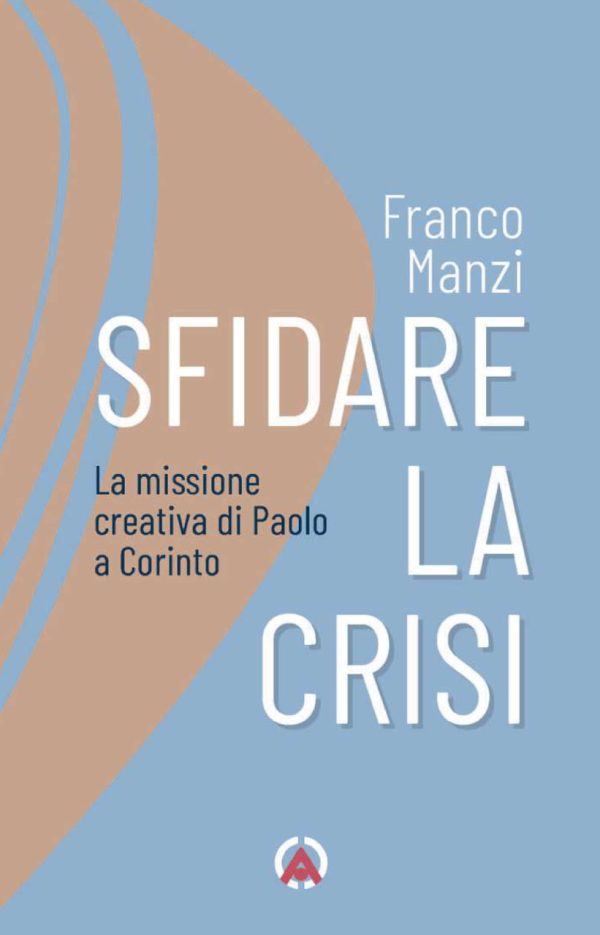 Franco
Manzi
SFIDARE
La missione
creativa di Paolo
a Corinto
LA
CRISI